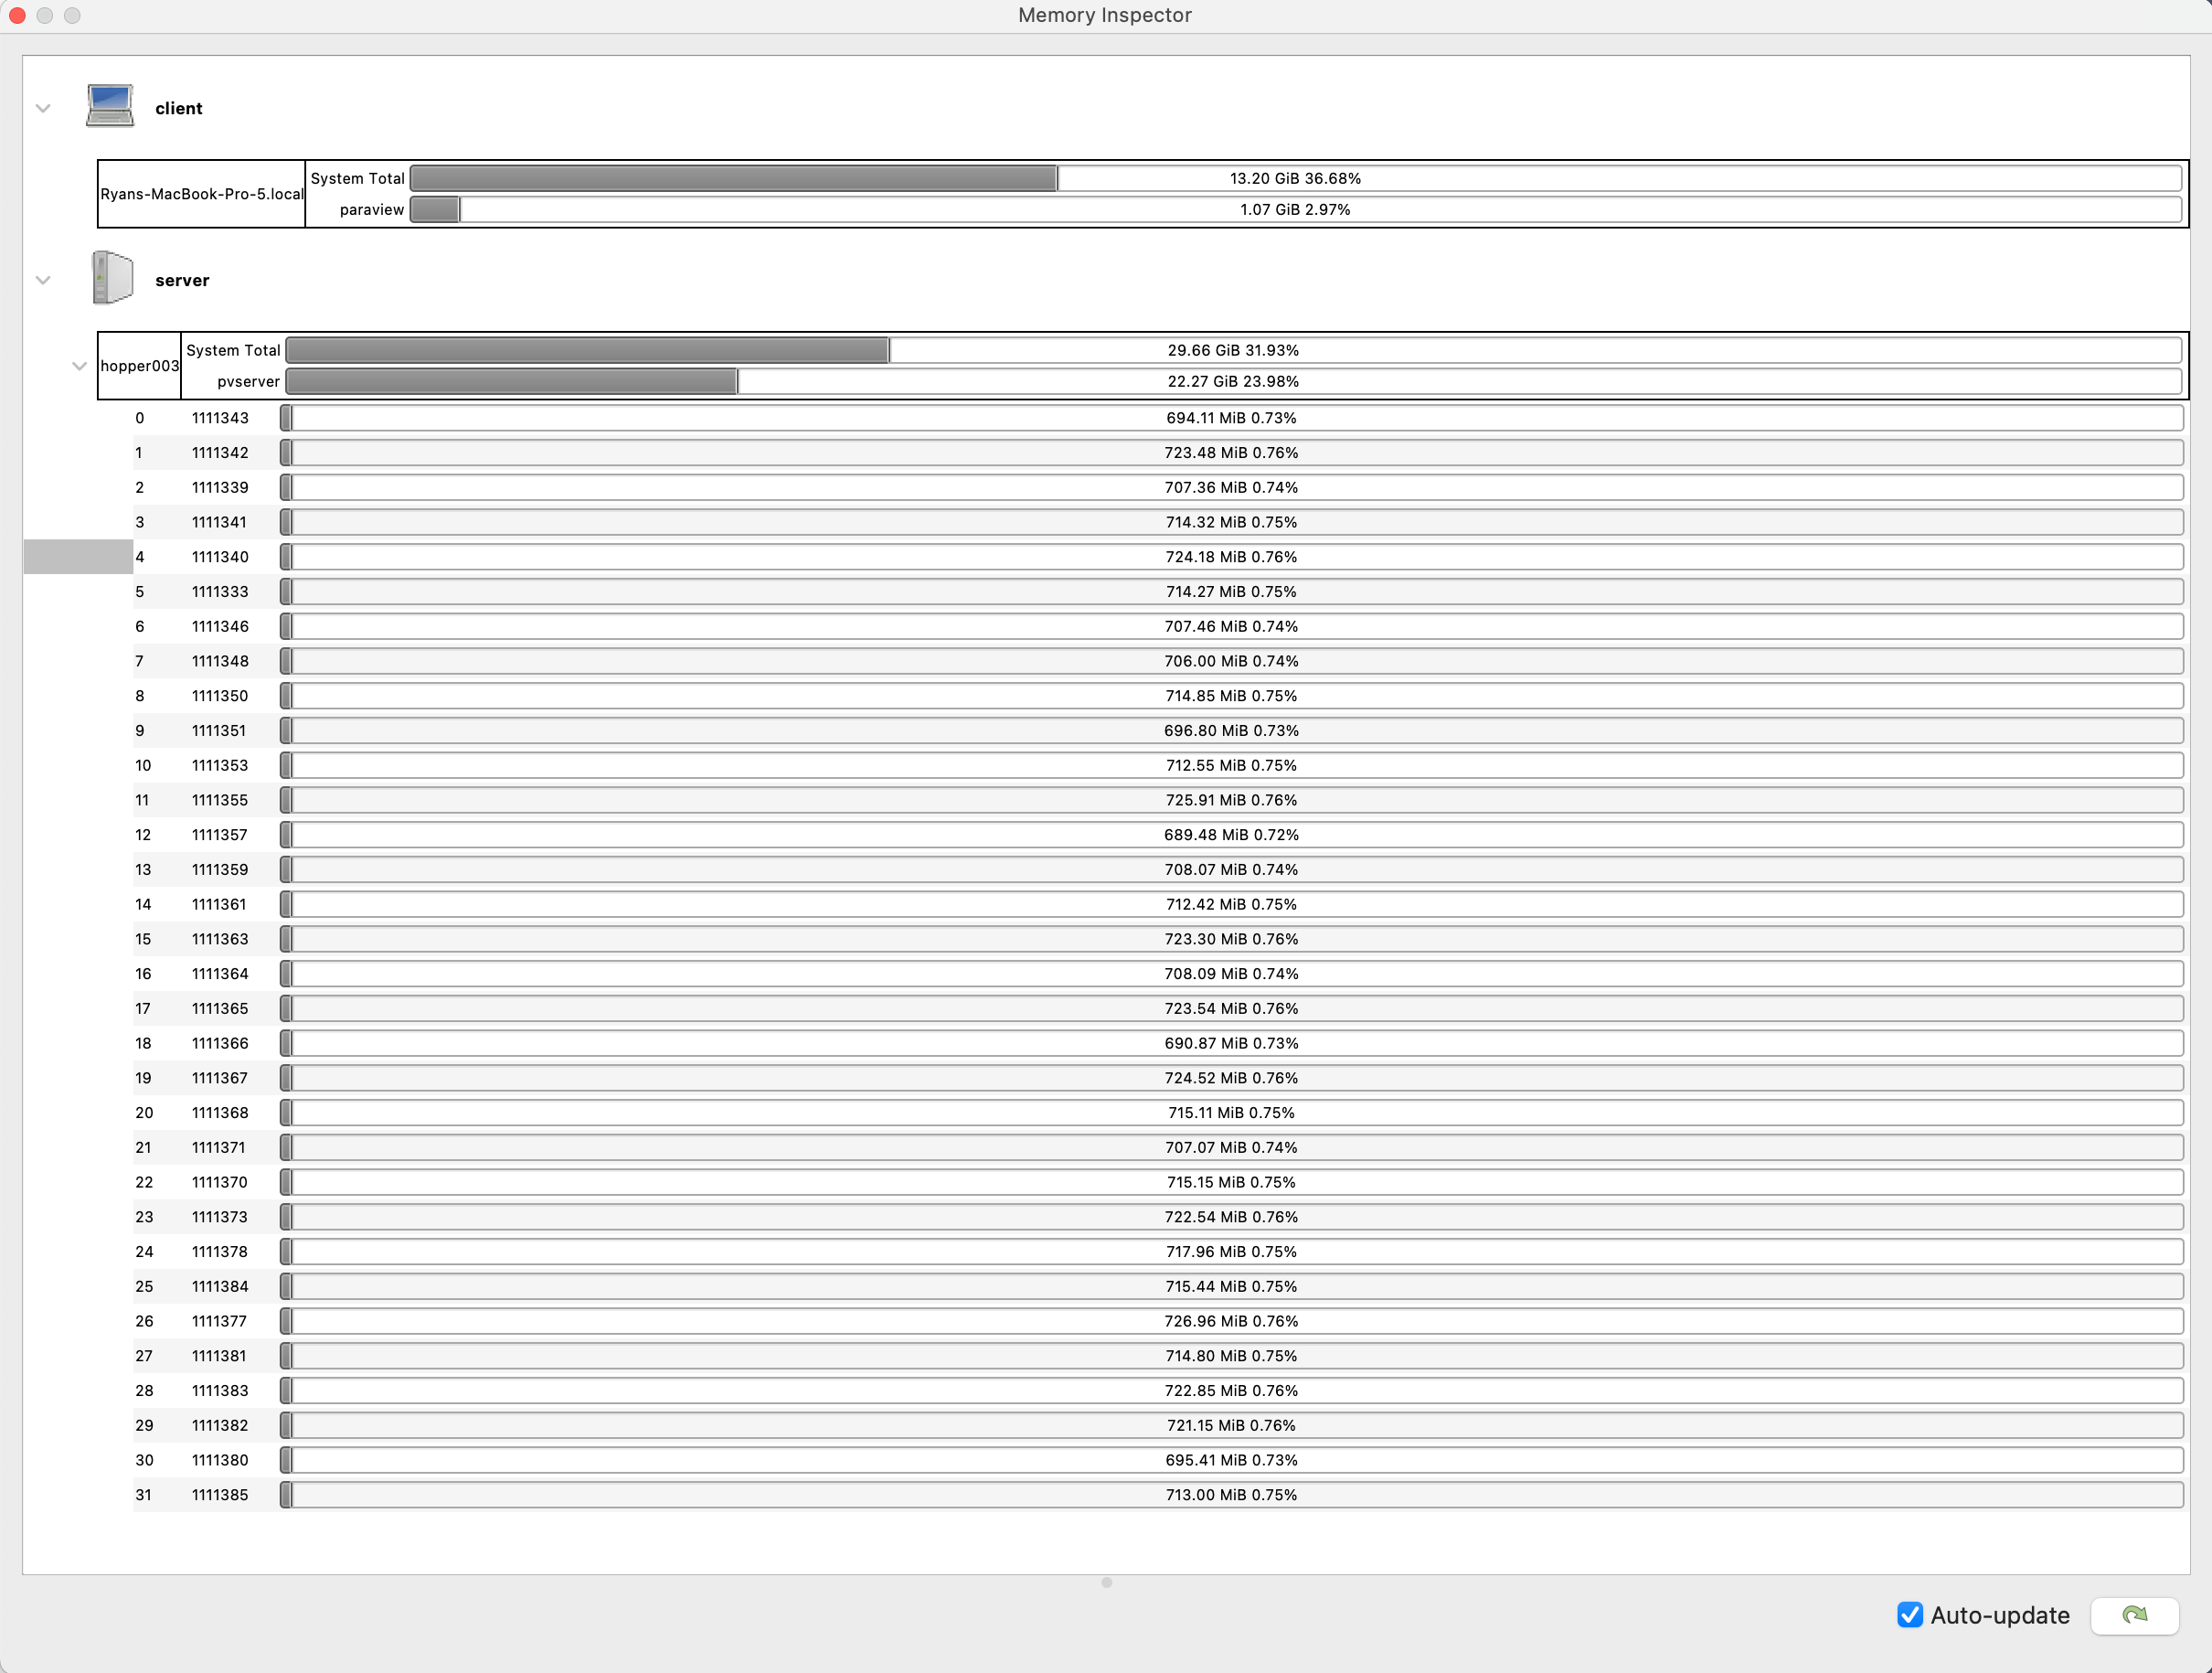 Memory Inspector
client
Ryans-MacBook-Pro-5.local
System Total 13.20 GiB 36.68%
paraview 1.07 GiB 2.97%
server
hopper003
System Total 29.66 GiB 31.93%
pvserver 22.27 GiB 23.98%
0 1111343 694.11 MiB 0.73%
1 1111342 723.48 MiB 0.76%
2 1111339 707.36 MiB 0.74%
3 1111341 714.32 MiB 0.75%
4 1111340 724.18 MiB 0.76%
5 1111333 714.27 MiB 0.75%
6 1111346 707.46 MiB 0.74%
7 1111348 706.00 MiB 0.74%
8 1111350 714.85 MiB 0.75%
9 1111351 696.80 MiB 0.73%
10 1111353 712.55 MiB 0.75%
11 1111355 725.91 MiB 0.76%
12 1111357 689.48 MiB 0.72%
13 1111359 708.07 MiB 0.74%
14 1111361 712.42 MiB 0.75%
15 1111363 723.30 MiB 0.76%
16 1111364 708.09 MiB 0.74%
17 1111365 723.54 MiB 0.76%
18 1111366 690.87 MiB 0.73%
19 1111367 724.52 MiB 0.76%
20 1111368 715.11 MiB 0.75%
21 1111371 707.07 MiB 0.74%
22 1111370 715.15 MiB 0.75%
23 1111373 722.54 MiB 0.76%
24 1111378 717.96 MiB 0.75%
25 1111384 715.44 MiB 0.75%
26 1111377 726.96 MiB 0.76%
27 1111381 714.80 MiB 0.75%
28 1111383 722.85 MiB 0.76%
29 1111382 721.15 MiB 0.76%
30 1111380 695.41 MiB 0.73%
31 1111385 713.00 MiB 0.75%
Auto-update